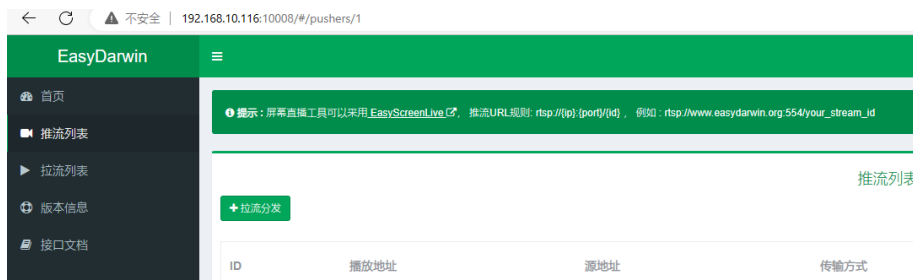 不安全 | 192.168.10.116:10008/#/pushers/1
EasyDarwin
首页
提示 : 屏幕直播工具可以采用 EasyScreenLive , 推流URL规则: rtsp://{ip}:{port}/{id} , 例如 : rtsp://www.easydarwin.org:554/your_stream_id
推流列表
拉流列表
推流列表
版本信息
+ 拉流分发
接口文档
ID 播放地址 源地址 传输方式